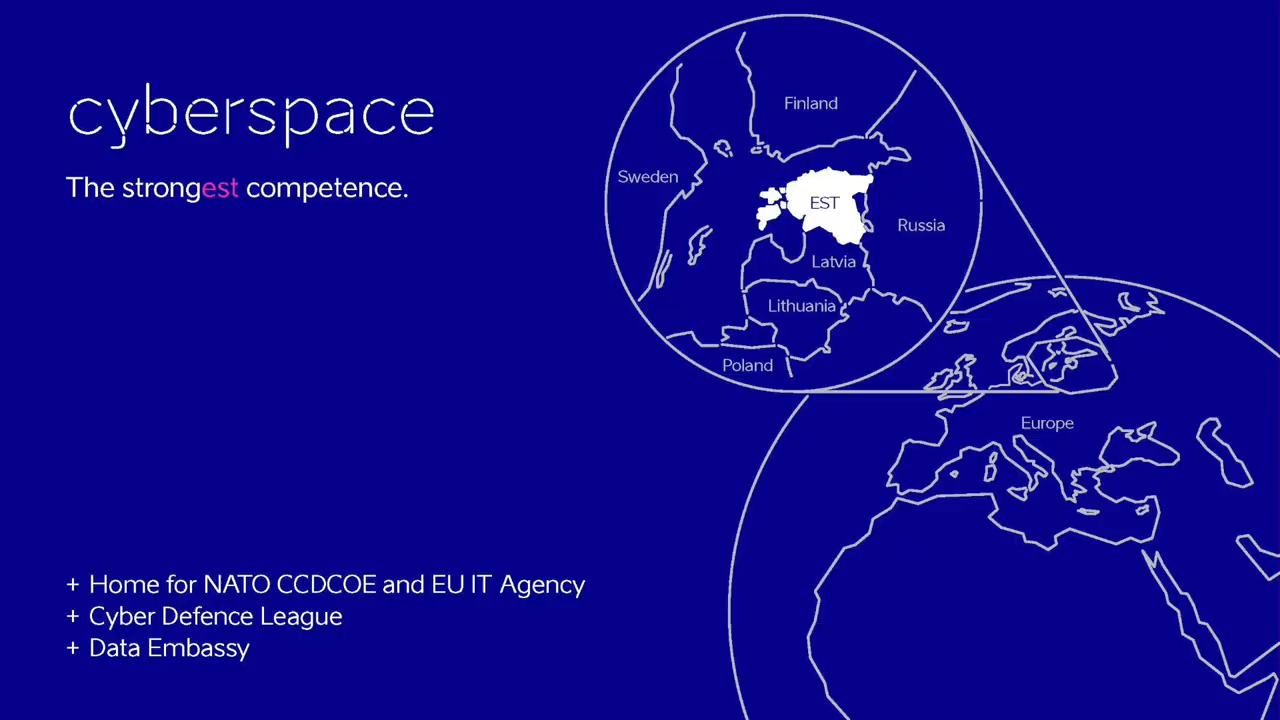 cyberspace
The strongest competence.
Finland
Sweden
EST
Russia
Latvia
Lithuania
Poland
Europe
+ Home for NATO CCDCOE and EU IT Agency
+ Cyber Defence League
+ Data Embassy